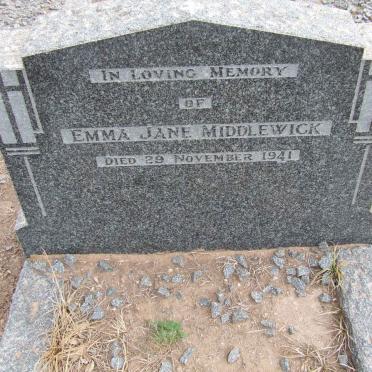 In Loving Memory
of
Emma Jane Middlewick
Died 29 November 1941